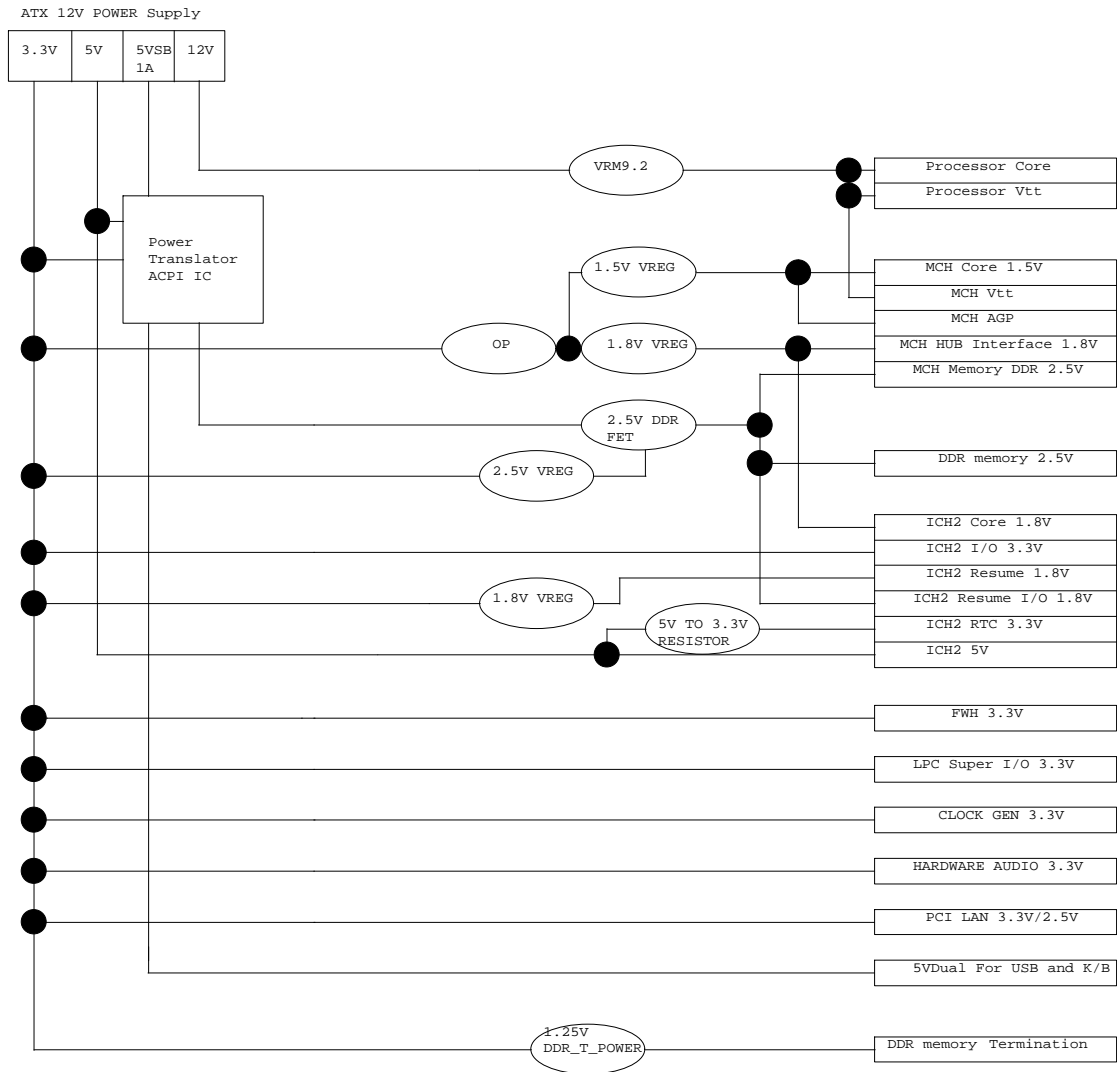 ATX 12V POWER Supply
3.3V
5V
5VSB
1A
12V
VRM9.2
Processor Core
Processor Vtt
Power
Translator
ACPI IC
1.5V VREG
MCH Core 1.5V
MCH Vtt
MCH AGP
OP
1.8V VREG
MCH HUB Interface 1.8V
MCH Memory DDR 2.5V
2.5V DDR
FET
2.5V VREG
DDR memory 2.5V
ICH2 Core 1.8V
ICH2 I/O 3.3V
ICH2 Resume 1.8V
1.8V VREG
ICH2 Resume I/O 1.8V
5V TO 3.3V
RESISTOR
ICH2 RTC 3.3V
ICH2 5V
FWH 3.3V
LPC Super I/O 3.3V
CLOCK GEN 3.3V
HARDWARE AUDIO 3.3V
PCI LAN 3.3V/2.5V
5VDual For USB and K/B
1.25V
DDR_T_POWER
DDR memory Termination